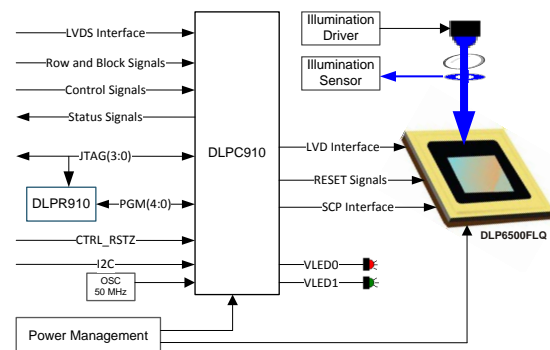 Illumination
Driver
LVDS Interface
Row and Block Signals
Illumination
Sensor
Control Signals
Status Signals
DLPC910
JTAG(3:0)
LVD Interface
RESET Signals
DLPR910
PGM(4:0)
SCP Interface
DLP6500FLQ
CTRL_RSTZ
I2C
VLED0
OSC
50 MHz
VLED1
Power Management